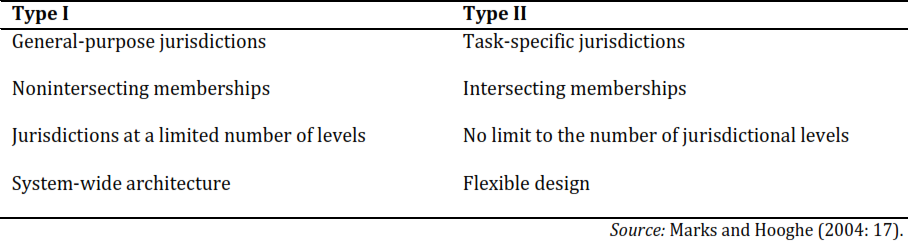 Type I Type II
General-purpose jurisdictions Task-specific jurisdictions
Nonintersecting memberships Intersecting memberships
Jurisdictions at a limited number of levels No limit to the number of jurisdictional levels
System-wide architecture Flexible design
Source: Marks and Hooghe (2004: 17).